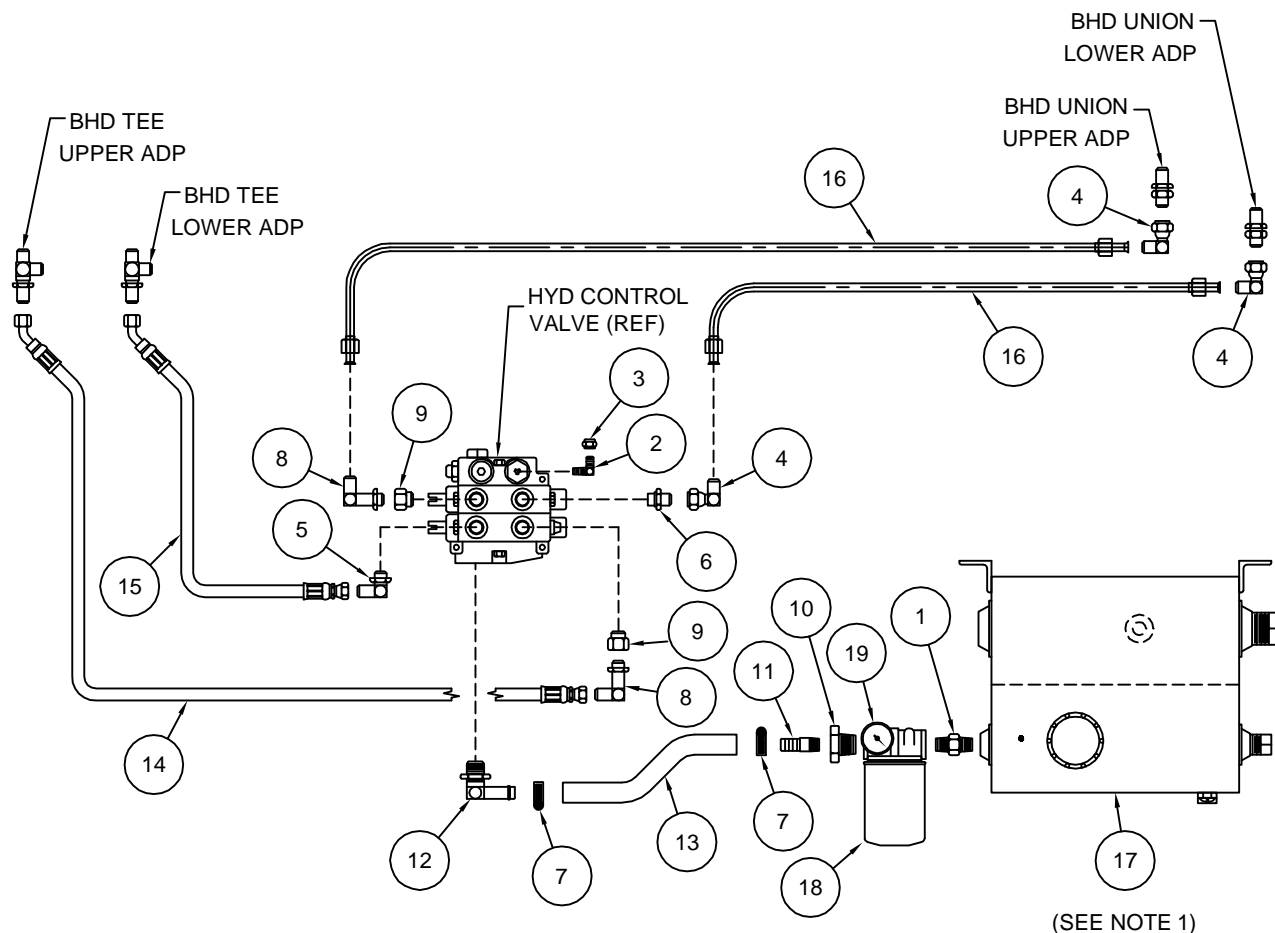 BHD UNION
LOWER ADP
BHD UNION
UPPER ADP
BHD TEE
UPPER ADP
BHD TEE
LOWER ADP
16
4
HYD CONTROL
VALVE (REF)
16
4
3
9
2
8
4
5
6
15
9
10
1
19
11
8
14
7
13
12
7
18
17
(SEE NOTE 1)